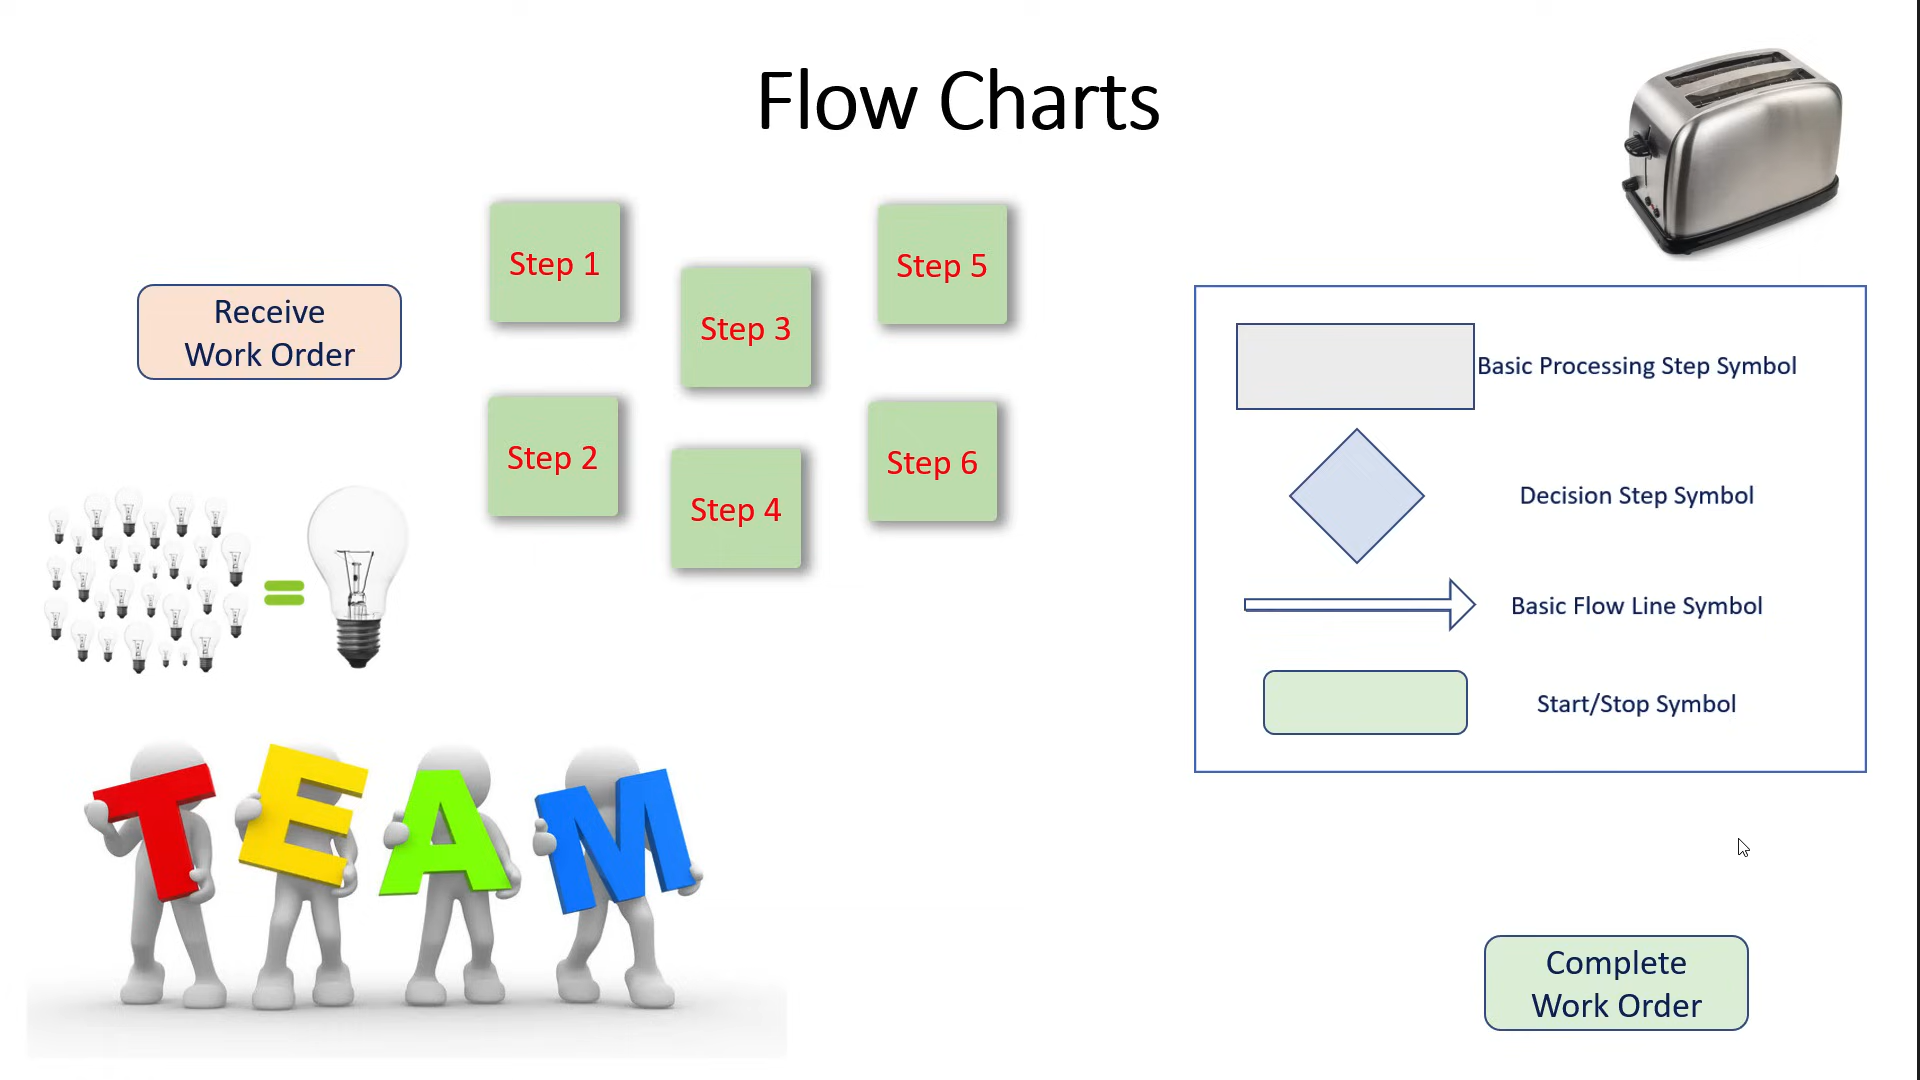 Flow Charts
Receive
Work Order
Step 1
Step 2
Step 3
Step 4
Step 5
Step 6
Basic Processing Step Symbol
Decision Step Symbol
Basic Flow Line Symbol
Start/Stop Symbol
TEAM
Complete
Work Order